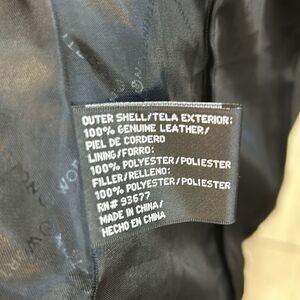 OUTER SHELL/TELA EXTERIOR:
100% GENUINE LEATHER/
PIEL DE CORDERO
LINING/FORRO:
100% POLYESTER/POLIESTER
FILLER/RELLENO:
100% POLYESTER/POLIESTER
RN# 93677
MADE IN CHINA/
HECHO EN CHINA